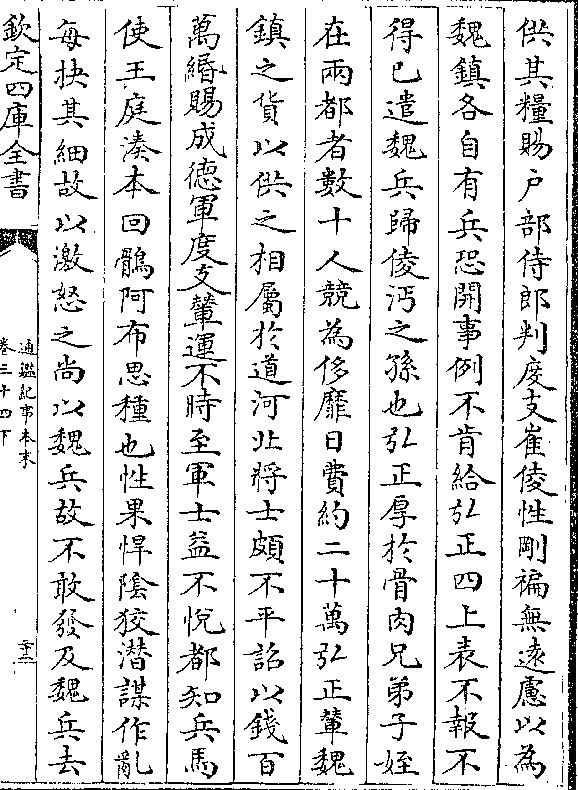 供其糧賜户部侍郎判度支崔倰性剛褊無逺慮以為
魏鎮各自有兵恐開事例不肯給弘正四上表不報不
得已遣魏兵歸倰沔之孫也弘正厚於骨肉兄弟子姪
在兩都者數十人競為侈靡日費約二十萬弘正輦魏
鎮之貨以供之相屬於道河北將士頗不平詔以錢百
萬緡賜成徳軍度支輦運不時至軍士益不悦都知兵馬
使王庭湊本回鶻阿布思種也性果悍隂狡潜謀作亂
每抉其細故以激怒之尚以魏兵故不敢發及魏兵去
欽定四庫全書
通鑑紀事本末
卷三十四下